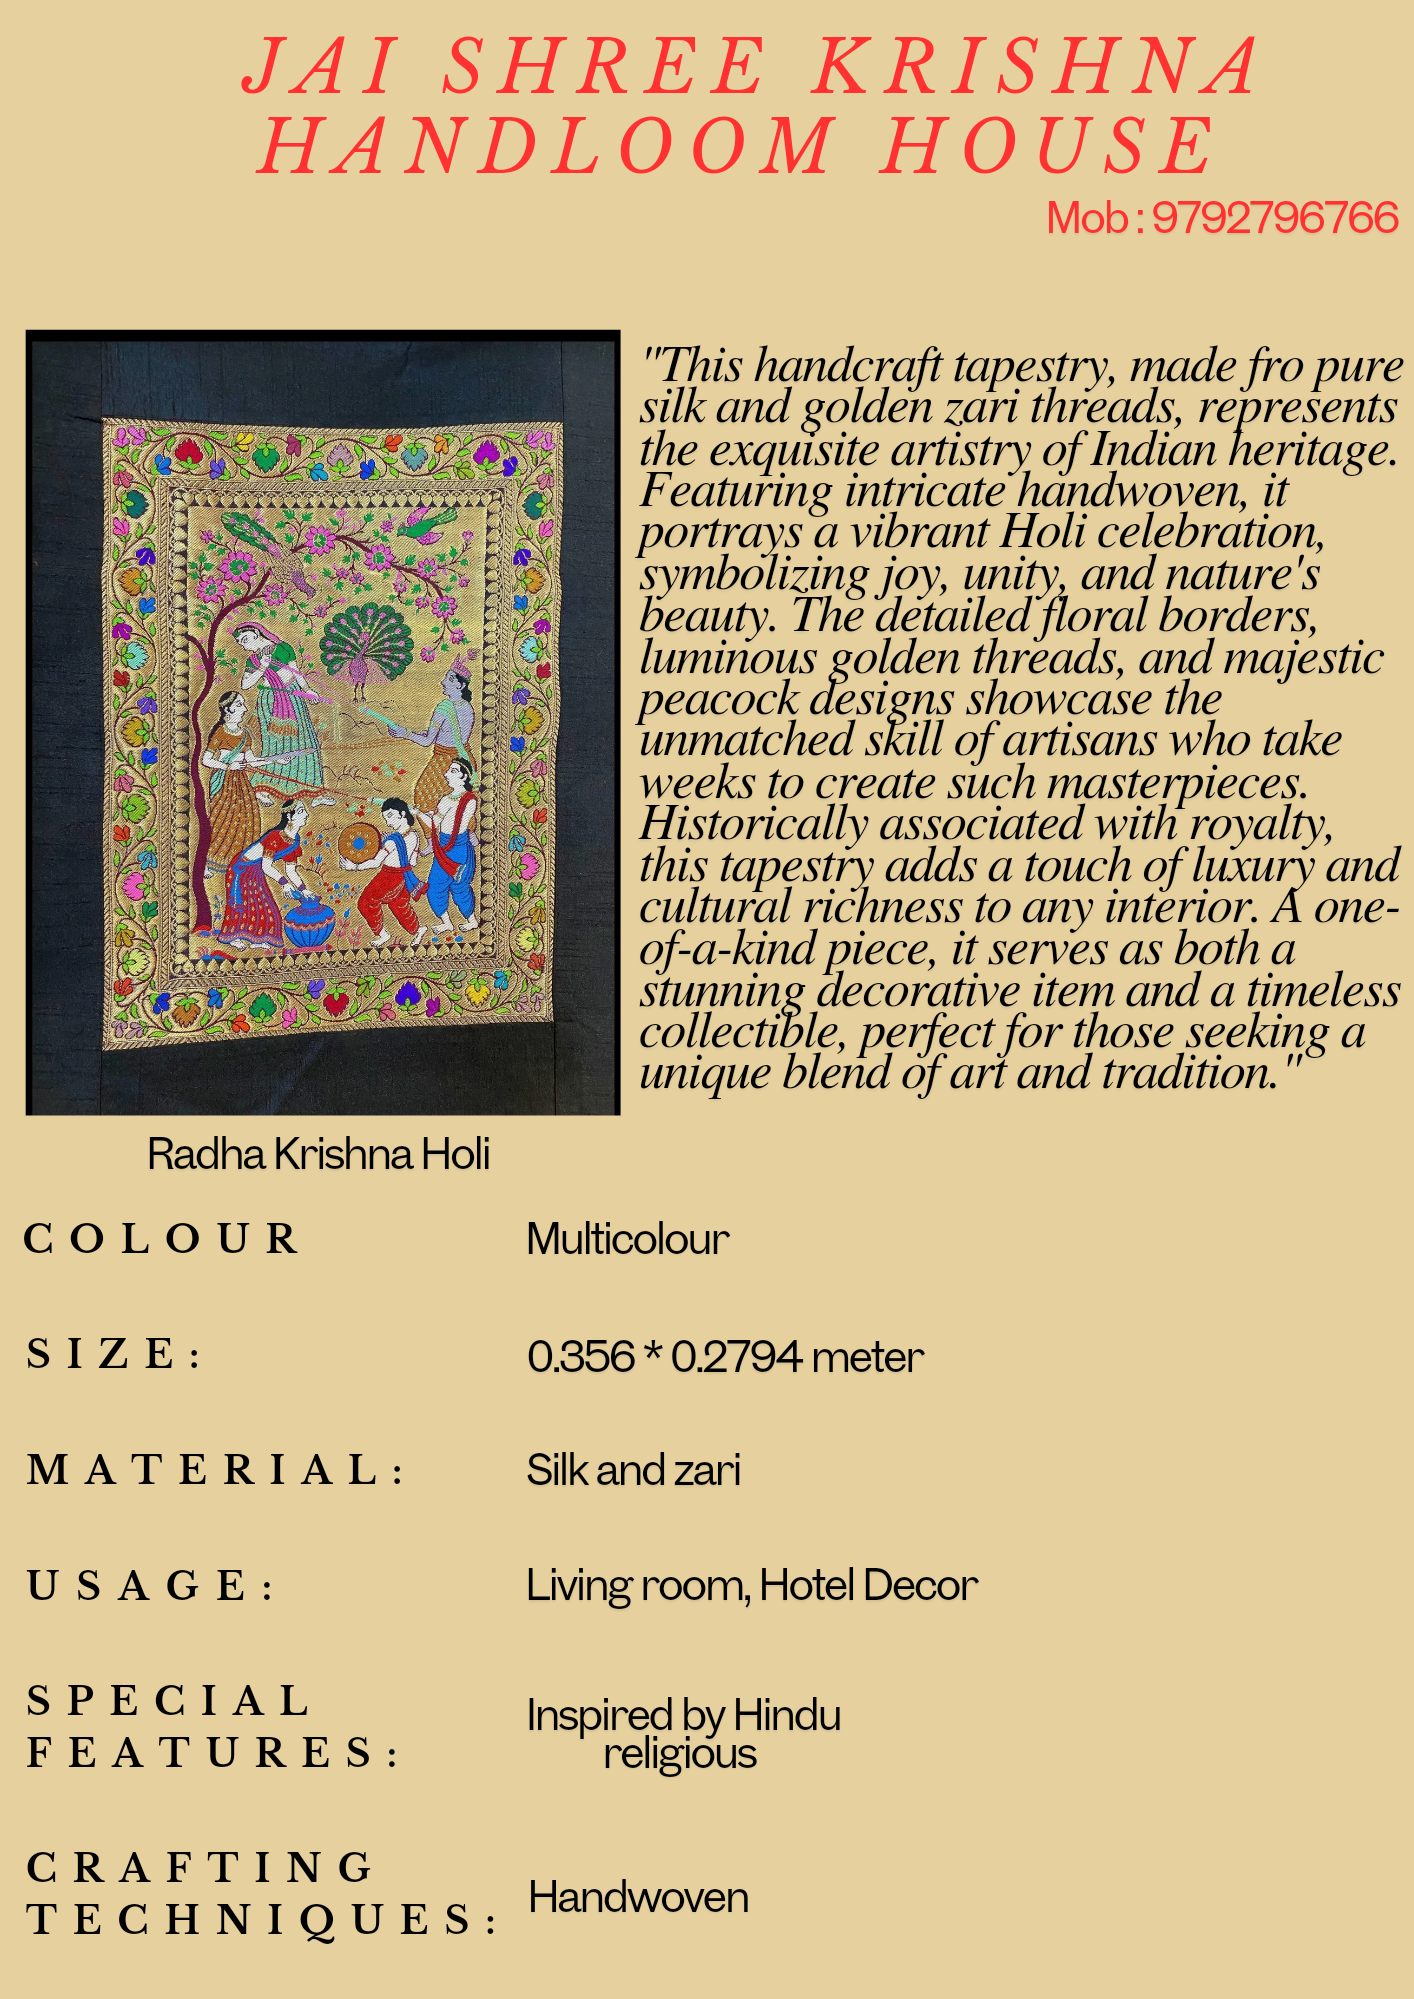 JAI SHREE KRISHNA
HANDLOOM HOUSE
Mob : 9792796766
"This handcraft tapestry, made fro pure
silk and golden zari threads, represents
the exquisite artistry of Indian heritage.
Featuring intricate handwoven, it
portrays a vibrant Holi celebration,
symbolizing joy, unity, and nature's
beauty. The detailed floral borders,
luminous golden threads, and majestic
peacock designs showcase the
unmatched skill of artisans who take
weeks to create such masterpieces.
Historically associated with royalty,
this tapestry adds a touch of luxury and
cultural richness to any interior. A one-
of-a-kind piece, it serves as both a
stunning decorative item and a timeless
collectible, perfect for those seeking a
unique blend of art and tradition."
Radha Krishna Holi
COLOUR Multicolour
SIZE: 0.356 * 0.2794 meter
MATERIAL: Silk and zari
USAGE: Living room, Hotel Decor
SPECIAL
FEATURES:
Inspired by Hindu
religious
CRAFTING
TECHNIQUES:
Handwoven